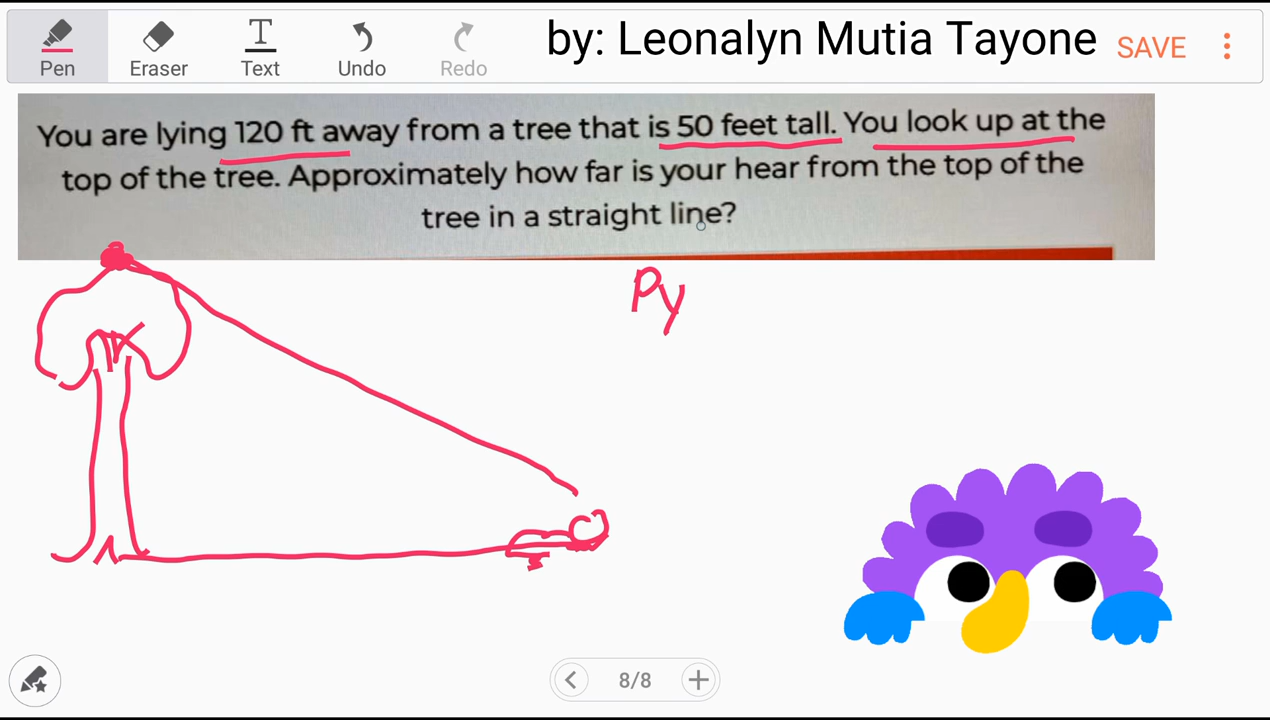 Pen
Eraser
Text
Undo
Redo
by: Leonalyn Mutia Tayone
SAVE
You are lying 120 ft away from a tree that is 50 feet tall. You look up at the
top of the tree. Approximately how far is your hear from the top of the
tree in a straight line?
Py
8/8